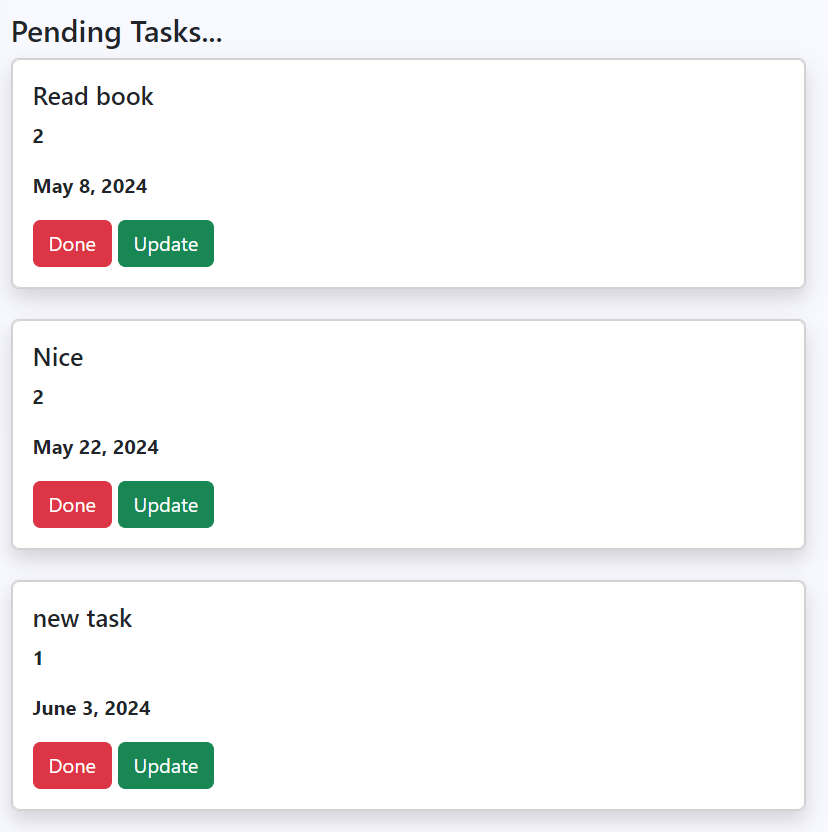 Pending Tasks...
Read book
2
May 8, 2024
Done Update
Nice
2
May 22, 2024
Done Update
new task
1
June 3, 2024
Done Update